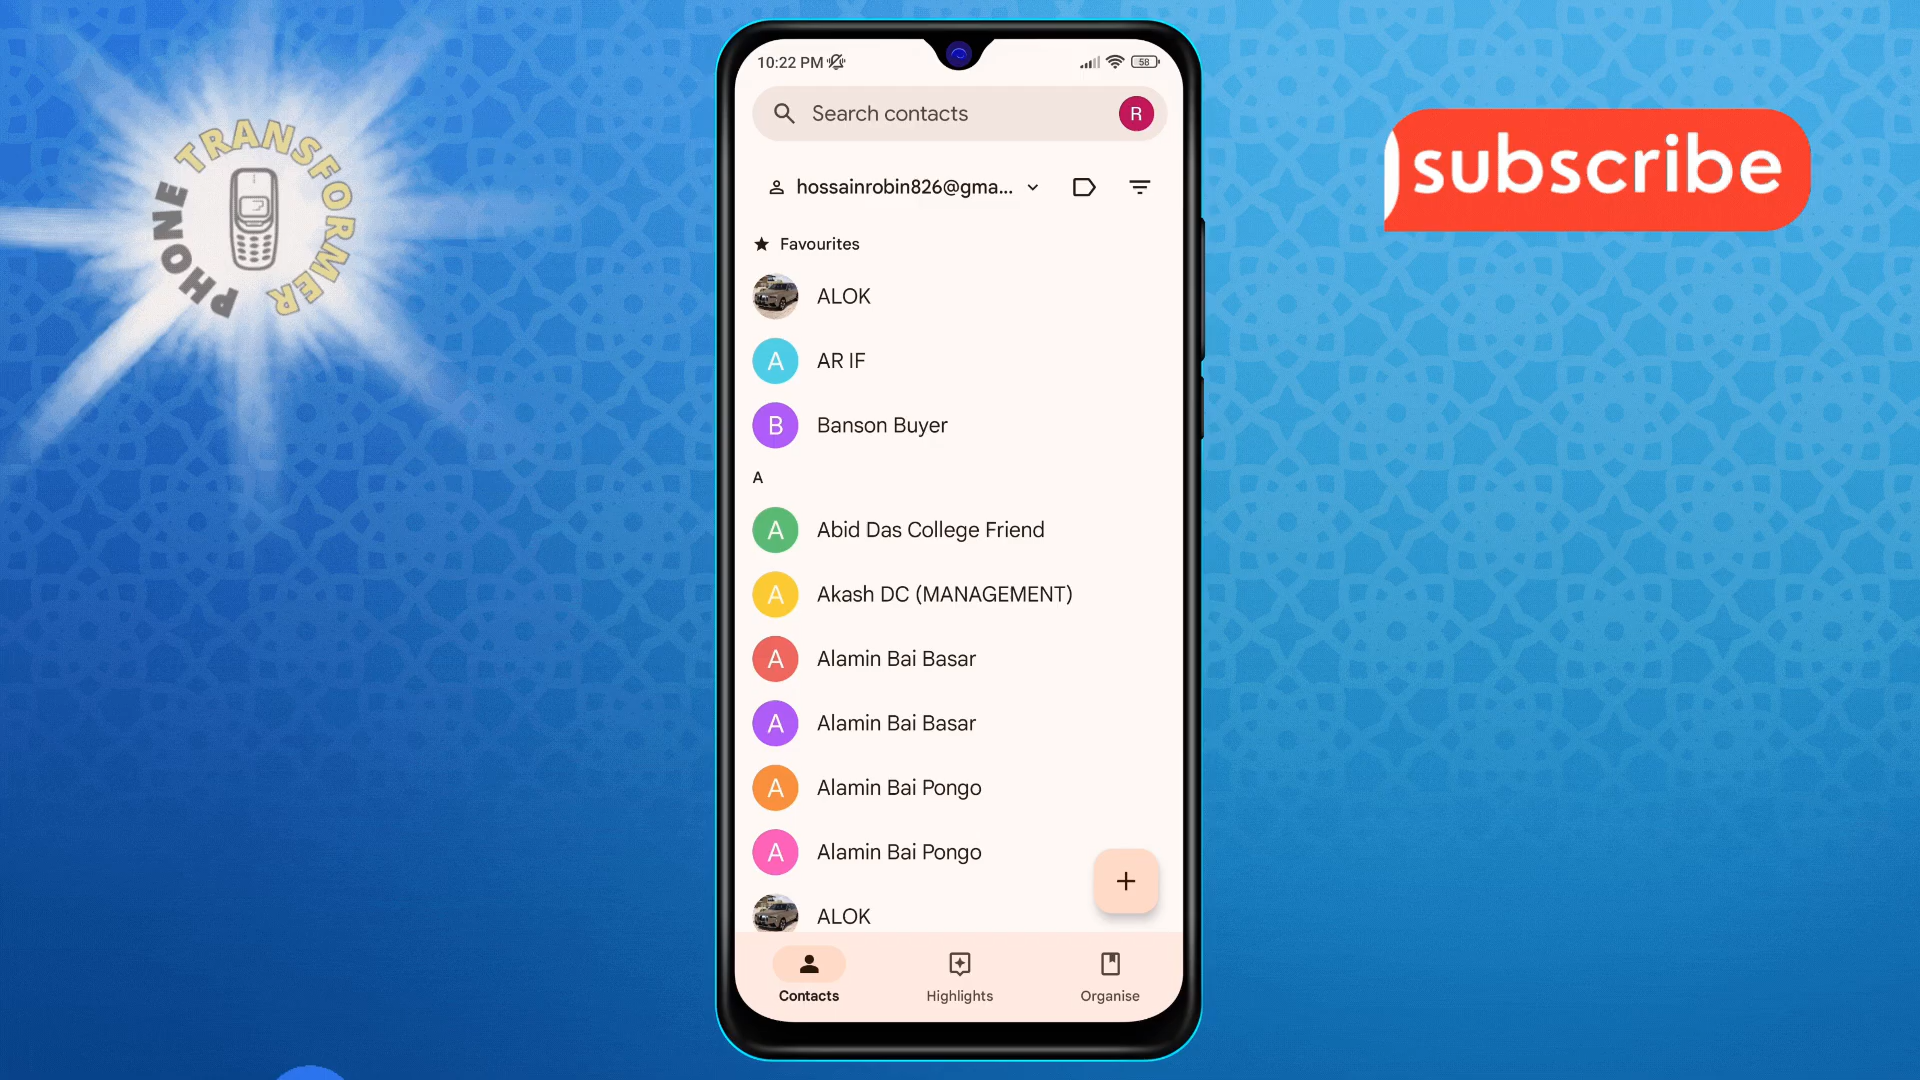 PHONE TRANSFORMER
10:22 PM
58
Search contacts
R
hossainrobin826@gma...
Favourites
ALOK
A
AR IF
B
Banson Buyer
A
A
Abid Das College Friend
A
Akash DC (MANAGEMENT)
A
Alamin Bai Basar
A
Alamin Bai Basar
A
Alamin Bai Pongo
A
Alamin Bai Pongo
ALOK
Contacts
Highlights
Organise
subscribe